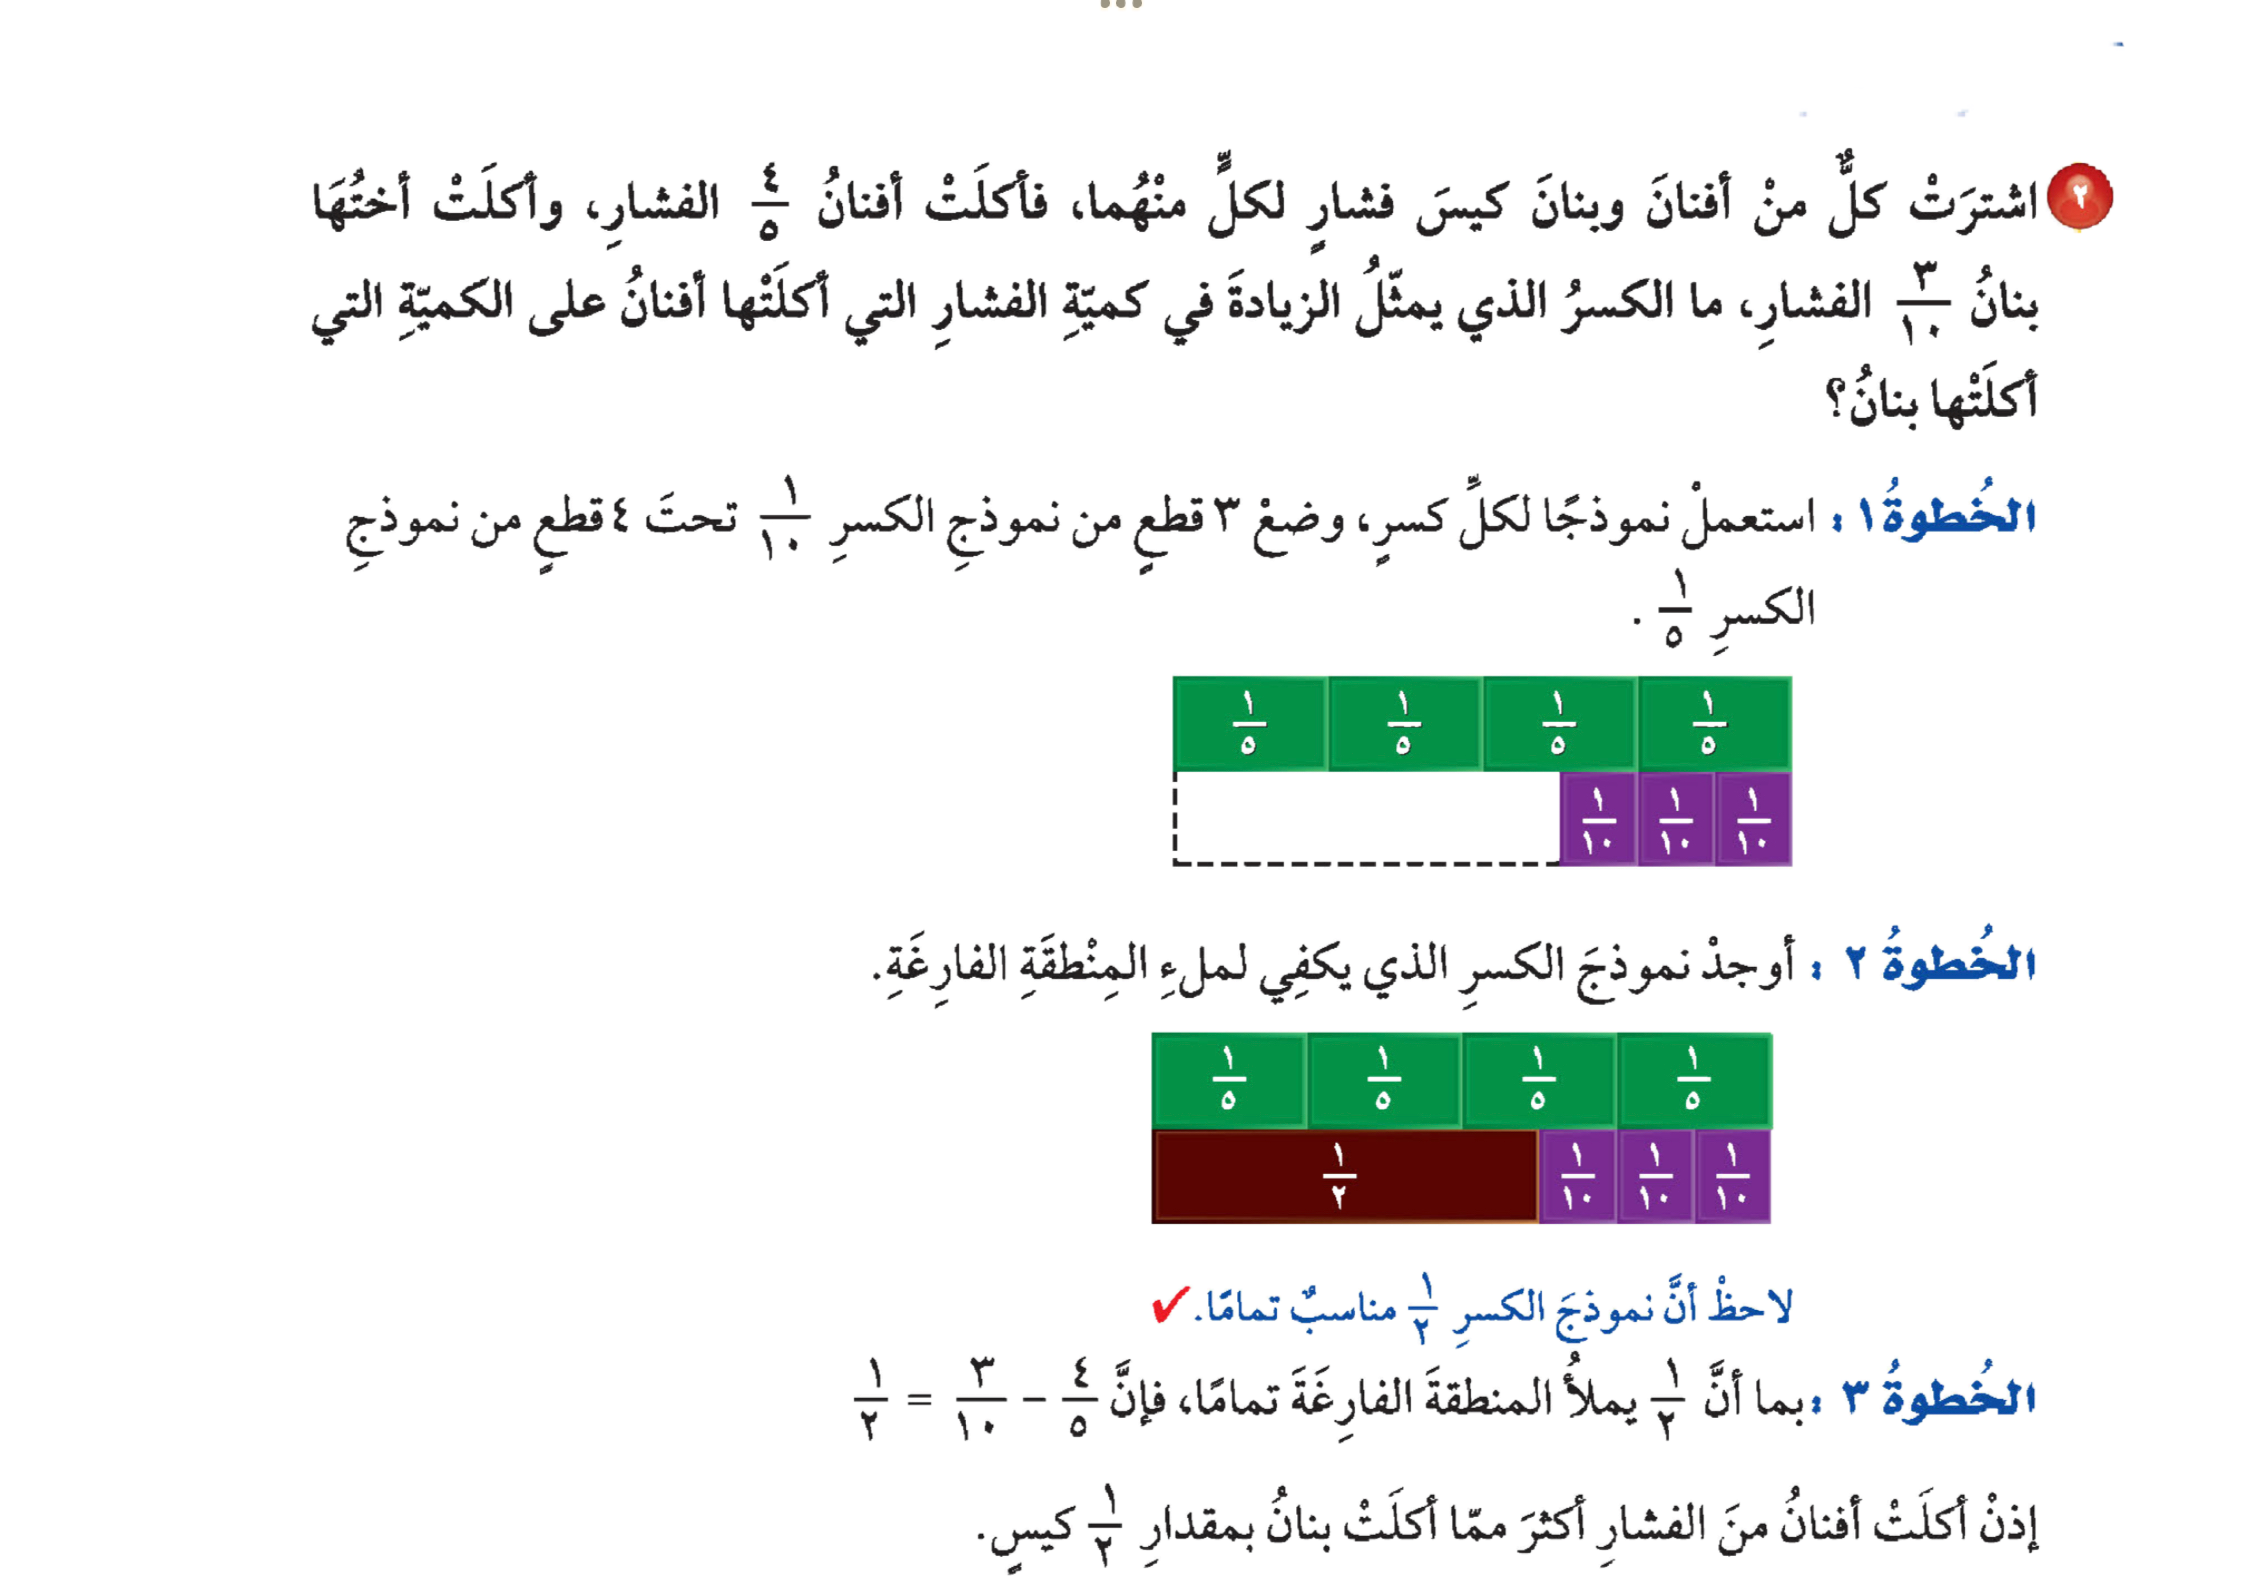 ٢ اشترَتْ كلٌّ منْ أفنانَ وبنانَ كيسَ فشارٍ لكلٍّ منْهُما، فأكلَتْ أفنانُ ٤/٥ الفشارِ، وأكلَتْ أختُهَا
بنانُ ٣/١٠ الفشارِ، ما الكسرُ الذي يمثّلُ الزيادةَ في كميّةِ الفشارِ التي أكلَتْها أفنانُ على الكميّةِ التي
أكلَتْها بنانُ؟
الخُطوةُ ١ : استعملْ نموذجًا لكلِّ كسرٍ، وضعْ ٣ قطعٍ من نموذجِ الكسرِ ١/١٠ تحتَ ٤ قطعٍ من نموذجِ
الكسرِ ١/٥ .
١/٥ ١/٥ ١/٥ ١/٥
١/١٠ ١/١٠ ١/١٠
الخُطوةُ ٢ : أوجدْ نموذجَ الكسرِ الذي يكفِي لملءِ المِنْطقَةِ الفارِغَةِ.
١/٥ ١/٥ ١/٥ ١/٥
١/١٠ ١/١٠ ١/١٠ ١/٢
لاحظْ أنَّ نموذجَ الكسرِ ١/٢ مناسبٌ تمامًا. ✓
الخُطوةُ ٣ : بما أنَّ ١/٢ يملأُ المنطقةَ الفارِغَةَ تمامًا، فإنَّ ٤/٥ − ٣/١٠ = ١/٢
إذنْ أكلَتْ أفنانُ منَ الفشارِ أكثرَ ممّا أكلَتْ بنانُ بمقدارِ ١/٢ كيسٍ.